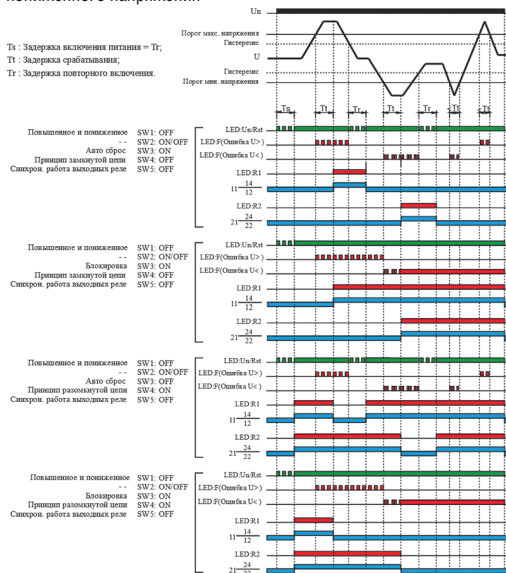 пониженного напряжения
Un
Порог макс. напряжения
Гистерезис
U
Гистерезис
Порог мин. напряжения
Ts : Задержка включения питания = Tr;
Tt : Задержка срабатывания;
Tr : Задержка повторного включения.
Ts Tt Tr Tt Tr <Tt <Tt
Повышенное и пониженное SW1: OFF
- - SW2: ON/OFF
Авто сброс SW3: ON
Принцип замкнутой цепи SW4: OFF
Синхрон. работа выходных реле SW5: OFF
LED:Un/Rst
LED:F(Ошибка U>)
LED:F(Ошибка U<)
LED:R1
11 14
12
LED:R2
21 24
22
Повышенное и пониженное SW1: OFF
- - SW2: ON/OFF
Блокировка SW3: ON
Принцип замкнутой цепи SW4: OFF
Синхрон. работа выходных реле SW5: OFF
LED:Un/Rst
LED:F(Ошибка U>)
LED:F(Ошибка U<)
LED:R1
11 14
12
LED:R2
21 24
22
Повышенное и пониженное SW1: OFF
- - SW2: ON/OFF
Авто сброс SW3: OFF
Принцип разомкнутой цепи SW4: ON
Синхрон. работа выходных реле SW5: OFF
LED:Un/Rst
LED:F(Ошибка U>)
LED:F(Ошибка U<)
LED:R1
11 14
12
LED:R2
21 24
22
Повышенное и пониженное SW1: OFF
- - SW2: ON/OFF
Блокировка SW3: ON
Принцип разомкнутой цепи SW4: ON
Синхрон. работа выходных реле SW5: OFF
LED:Un/Rst
LED:F(Ошибка U>)
LED:F(Ошибка U<)
LED:R1
11 14
12
LED:R2
21 24
22